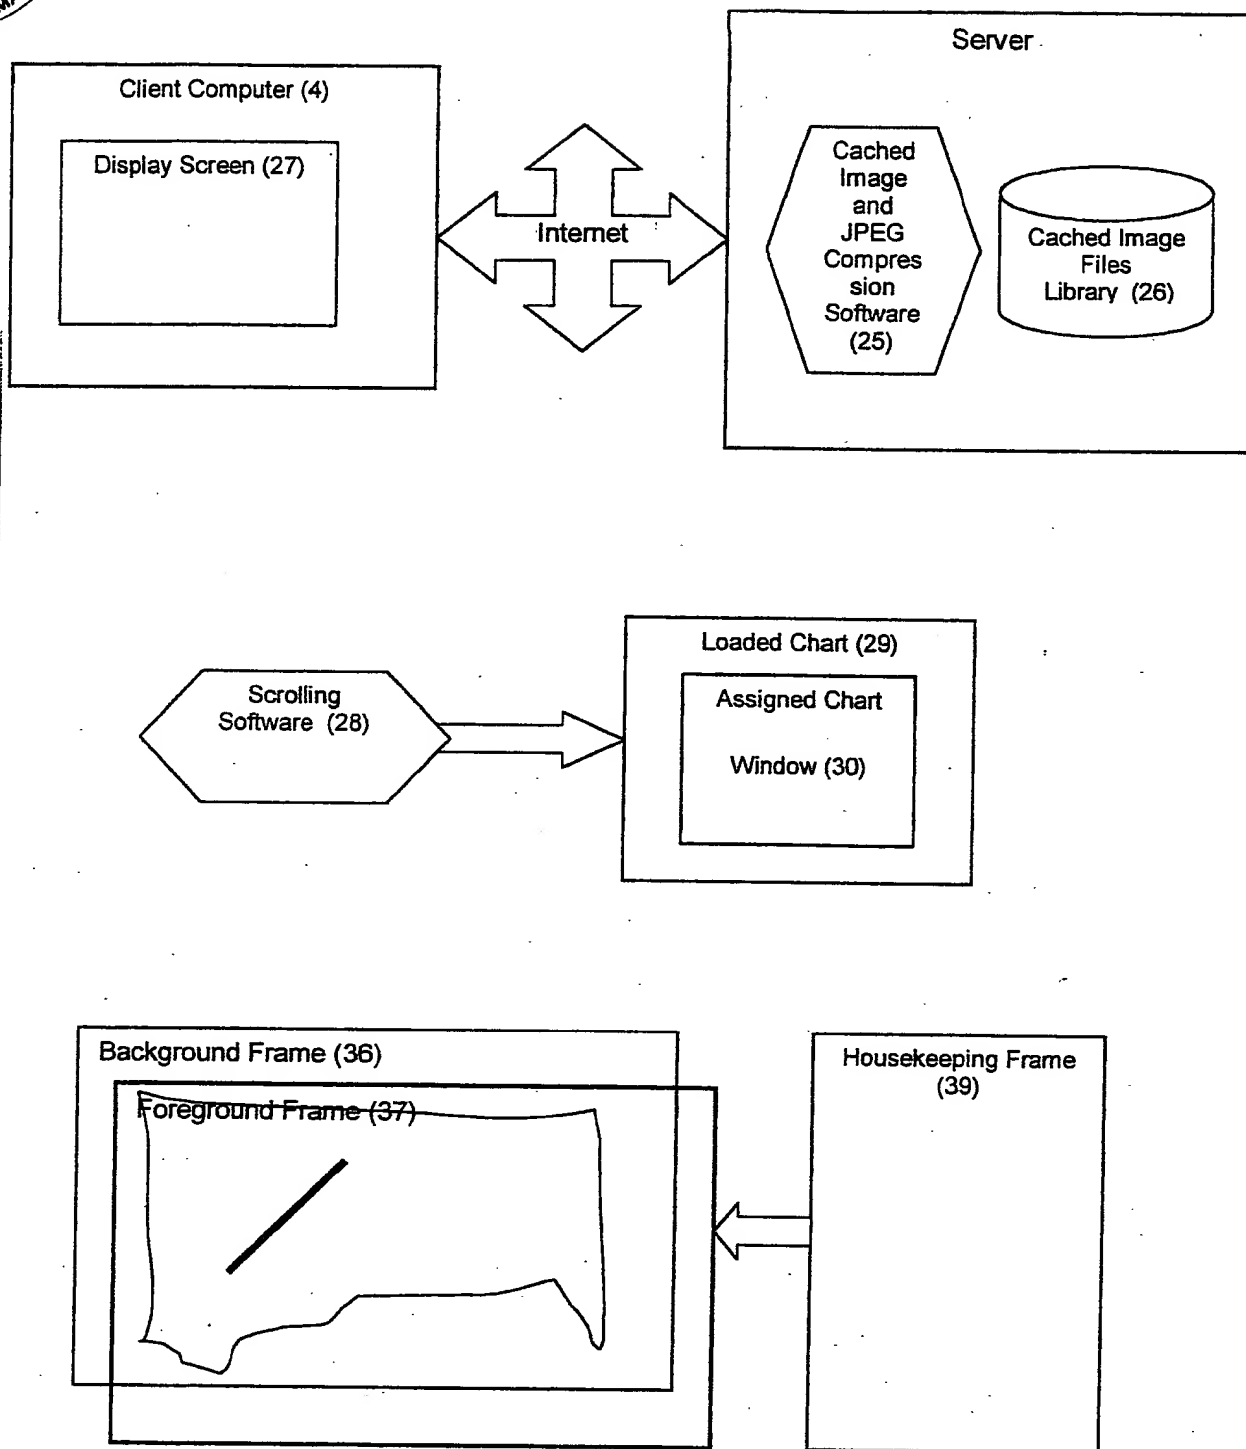 Server
Client Computer (4)
Display Screen (27)
Internet
Cached
Image
and
JPEG
Compres
sion
Software
(25)
Cached Image
Files
Library (26)
Loaded Chart (29)
Assigned Chart
Window (30)
Scrolling
Software (28)
Background Frame (36)
Foreground Frame (37)
Housekeeping Frame
(39)